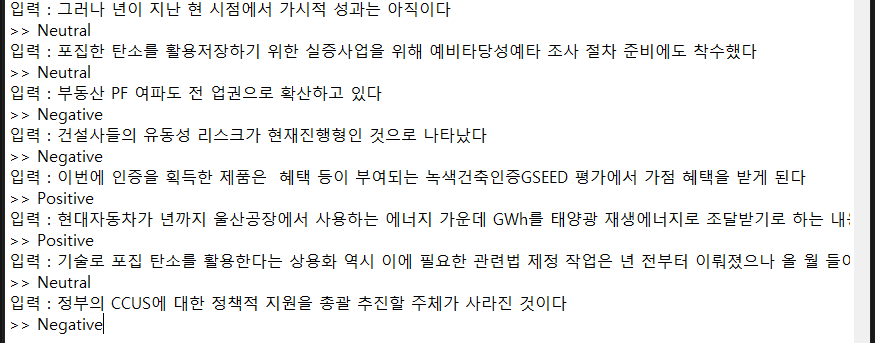 입력 : 그러나 년이 지난 현 시점에서 가시적 성과는 아직이다
>> Neutral
입력 : 포집한 탄소를 활용저장하기 위한 실증사업을 위해 예비타당성예타 조사 절차 준비에도 착수했다
>> Neutral
입력 : 부동산 PF 여파도 전 업권으로 확산하고 있다
>> Negative
입력 : 건설사들의 유동성 리스크가 현재진행형인 것으로 나타났다
>> Negative
입력 : 이번에 인증을 획득한 제품은  혜택 등이 부여되는 녹색건축인증GSEED 평가에서 가점 혜택을 받게 된다
>> Positive
입력 : 현대자동차가 년까지 울산공장에서 사용하는 에너지 가운데 GWh를 태양광 재생에너지로 조달받기로 하는
>> Positive
입력 : 기술로 포집 탄소를 활용한다는 상용화 역시 이에 필요한 관련법 제정 작업은 년 전부터 이뤄졌으나 올 월
>> Neutral
입력 : 정부의 CCUS에 대한 정책적 지원을 총괄 추진할 주체가 사라진 것이다
>> Negative